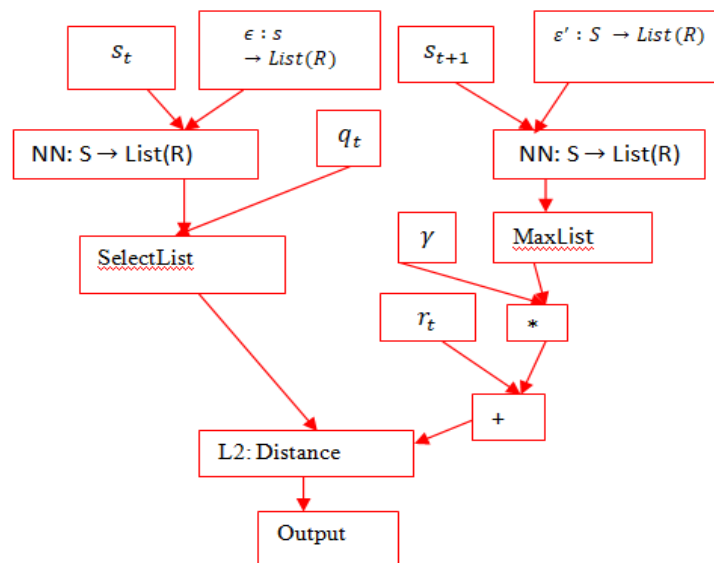 s_t
ϵ : s
→ List(R)
s_{t+1}
ε′ : S → List(R)
NN: S → List(R)
q_t
NN: S → List(R)
SelectList
γ
MaxList
r_t
*
+
L2: Distance
Output